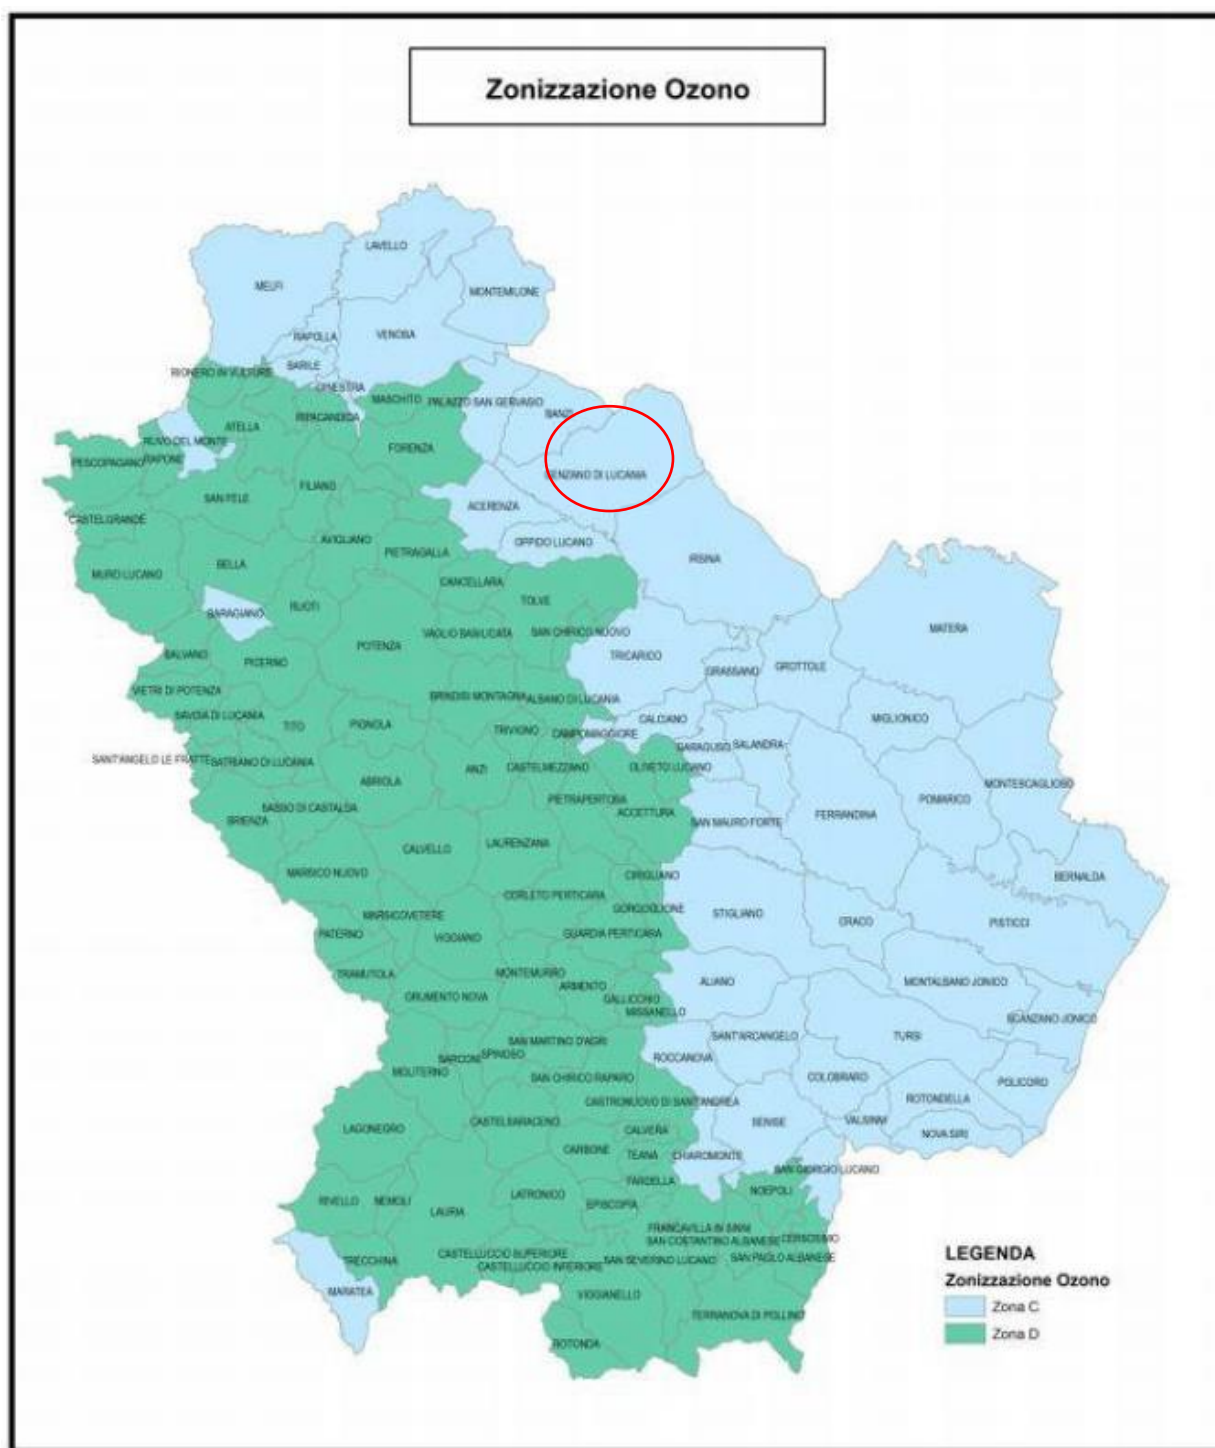 Zonizzazione Ozono
LAVELLO
MELFI
MONTEMILONE
RAPOLLA
VENOSA
BARILE
RIONERO IN VULTURE
GINESTRA
MASCHITO
PALAZZO SAN GERVASIO
BANZI
RIPACANDIDA
ATELLA
RUVO DEL MONTE
FORENZA
PESCOPAGANO
RAPONE
GENZANO DI LUCANIA
FILIANO
SAN FELE
ACERENZA
CASTELGRANDE
AVIGLIANO
OPPIDO LUCANO
PIETRAGALLA
IRSINA
BELLA
MURO LUCANO
CANCELLARA
TOLVE
RUOTI
BARAGIANO
MATERA
VAGLIO BASILICATA
SAN CHIRICO NUOVO
POTENZA
BALVANO
PICERNO
TRICARICO
GRASSANO
GROTTOLE
VIETRI DI POTENZA
BRINDISI MONTAGNA
ALBANO DI LUCANIA
SAVOIA DI LUCANIA
TITO
PIGNOLA
CALCIANO
MIGLIONICO
TRIVIGNO
CAMPOMAGGIORE
GARAGUSO
SALANDRA
SANT'ANGELO LE FRATTE
SATRIANO DI LUCANIA
ANZI
CASTELMEZZANO
OLIVETO LUCANO
ABRIOLA
MONTESCAGLIOSO
SASSO DI CASTALDA
PIETRAPERTOSA
POMARICO
BRIENZA
ACCETTURA
SAN MAURO FORTE
FERRANDINA
CALVELLO
LAURENZANA
MARSICO NUOVO
CIRIGLIANO
BERNALDA
CORLETO PERTICARA
GORGOGLIONE
STIGLIANO
MARSICOVETERE
CRACO
PISTICCI
PATERNO
VIGGIANO
GUARDIA PERTICARA
TRAMUTOLA
MONTEMURRO
ARMENTO
ALIANO
MONTALBANO JONICO
GRUMENTO NOVA
GALLICCHIO
MISSANELLO
SCANZANO JONICO
SAN MARTINO D'AGRI
SANT'ARCANGELO
TURSI
SARCONI
SPINOSO
ROCCANOVA
MOLITERNO
SAN CHIRICO RAPARO
COLOBRARO
POLICORO
CASTRONUOVO DI SANT'ANDREA
ROTONDELLA
LAGONEGRO
CASTELSARACENO
CALVERA
SENISE
VALSINNI
NOVA SIRI
CARBONE
TEANA
CHIAROMONTE
SAN GIORGIO LUCANO
FARDELLA
NOEPOLI
RIVELLO
NEMOLI
LATRONICO
EPISCOPIA
LAURIA
FRANCAVILLA IN SINNI
SAN COSTANTINO ALBANESE
CERSOSIMO
TRECCHINA
CASTELLUCCIO SUPERIORE
CASTELLUCCIO INFERIORE
SAN SEVERINO LUCANO
SAN PAOLO ALBANESE
MARATEA
VIGGIANELLO
TERRANOVA DI POLLINO
ROTONDA
LEGENDA
Zonizzazione Ozono
Zona C
Zona D